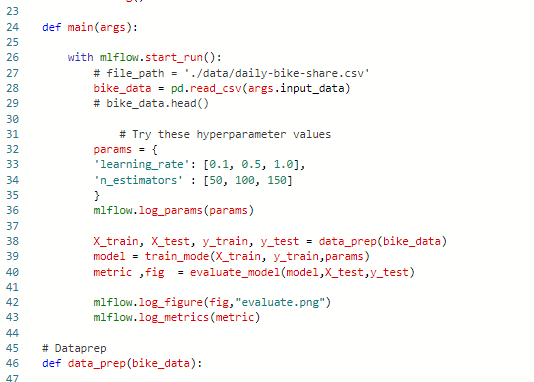 23
24 def main(args):
25
26     with mlflow.start_run():
27         # file_path = './data/daily-bike-share.csv'
28         bike_data = pd.read_csv(args.input_data)
29         # bike_data.head()
30
31             # Try these hyperparameter values
32         params = {
33         'learning_rate': [0.1, 0.5, 1.0],
34         'n_estimators' : [50, 100, 150]
35         }
36         mlflow.log_params(params)
37
38         X_train, X_test, y_train, y_test = data_prep(bike_data)
39         model = train_mode(X_train, y_train,params)
40         metric ,fig  = evaluate_model(model,X_test,y_test)
41
42         mlflow.log_figure(fig,"evaluate.png")
43         mlflow.log_metrics(metric)
44
45 # Dataprep
46 def data_prep(bike_data):
47